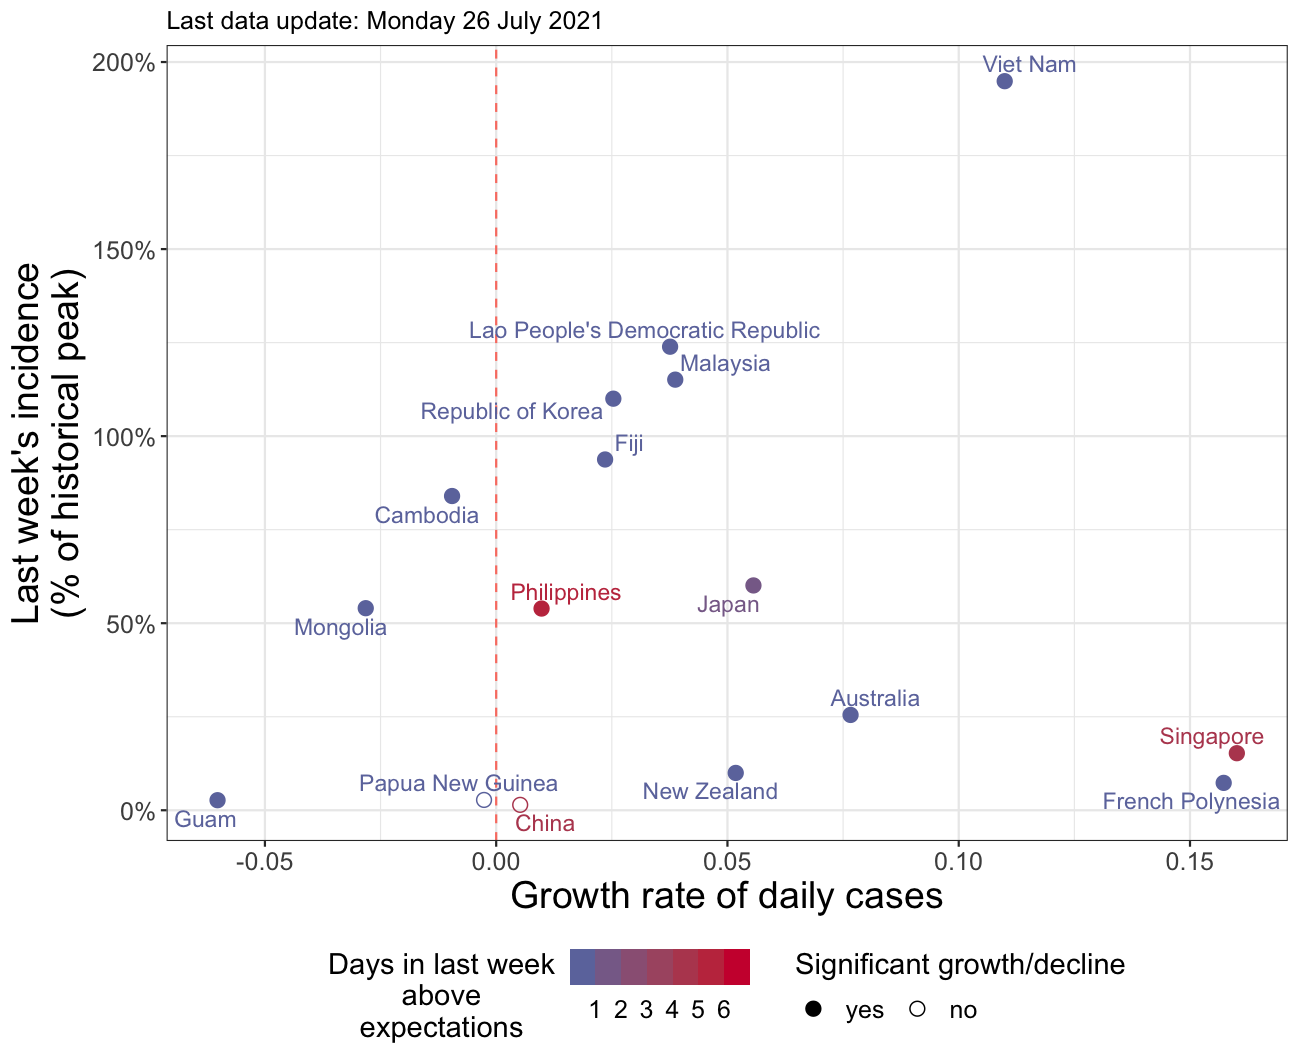 Last data update: Monday 26 July 2021
200%
Viet Nam
150%
Lao People's Democratic Republic
Malaysia
Republic of Korea
100%
Fiji
Cambodia
Philippines
Japan
50%
Mongolia
Australia
Singapore
Papua New Guinea
New Zealand
French Polynesia
0%
Guam
China
Last week's incidence
(% of historical peak)
-0.05 0.00 0.05 0.10 0.15
Growth rate of daily cases
Days in last week
above
expectations
1 2 3 4 5 6
Significant growth/decline
yes no